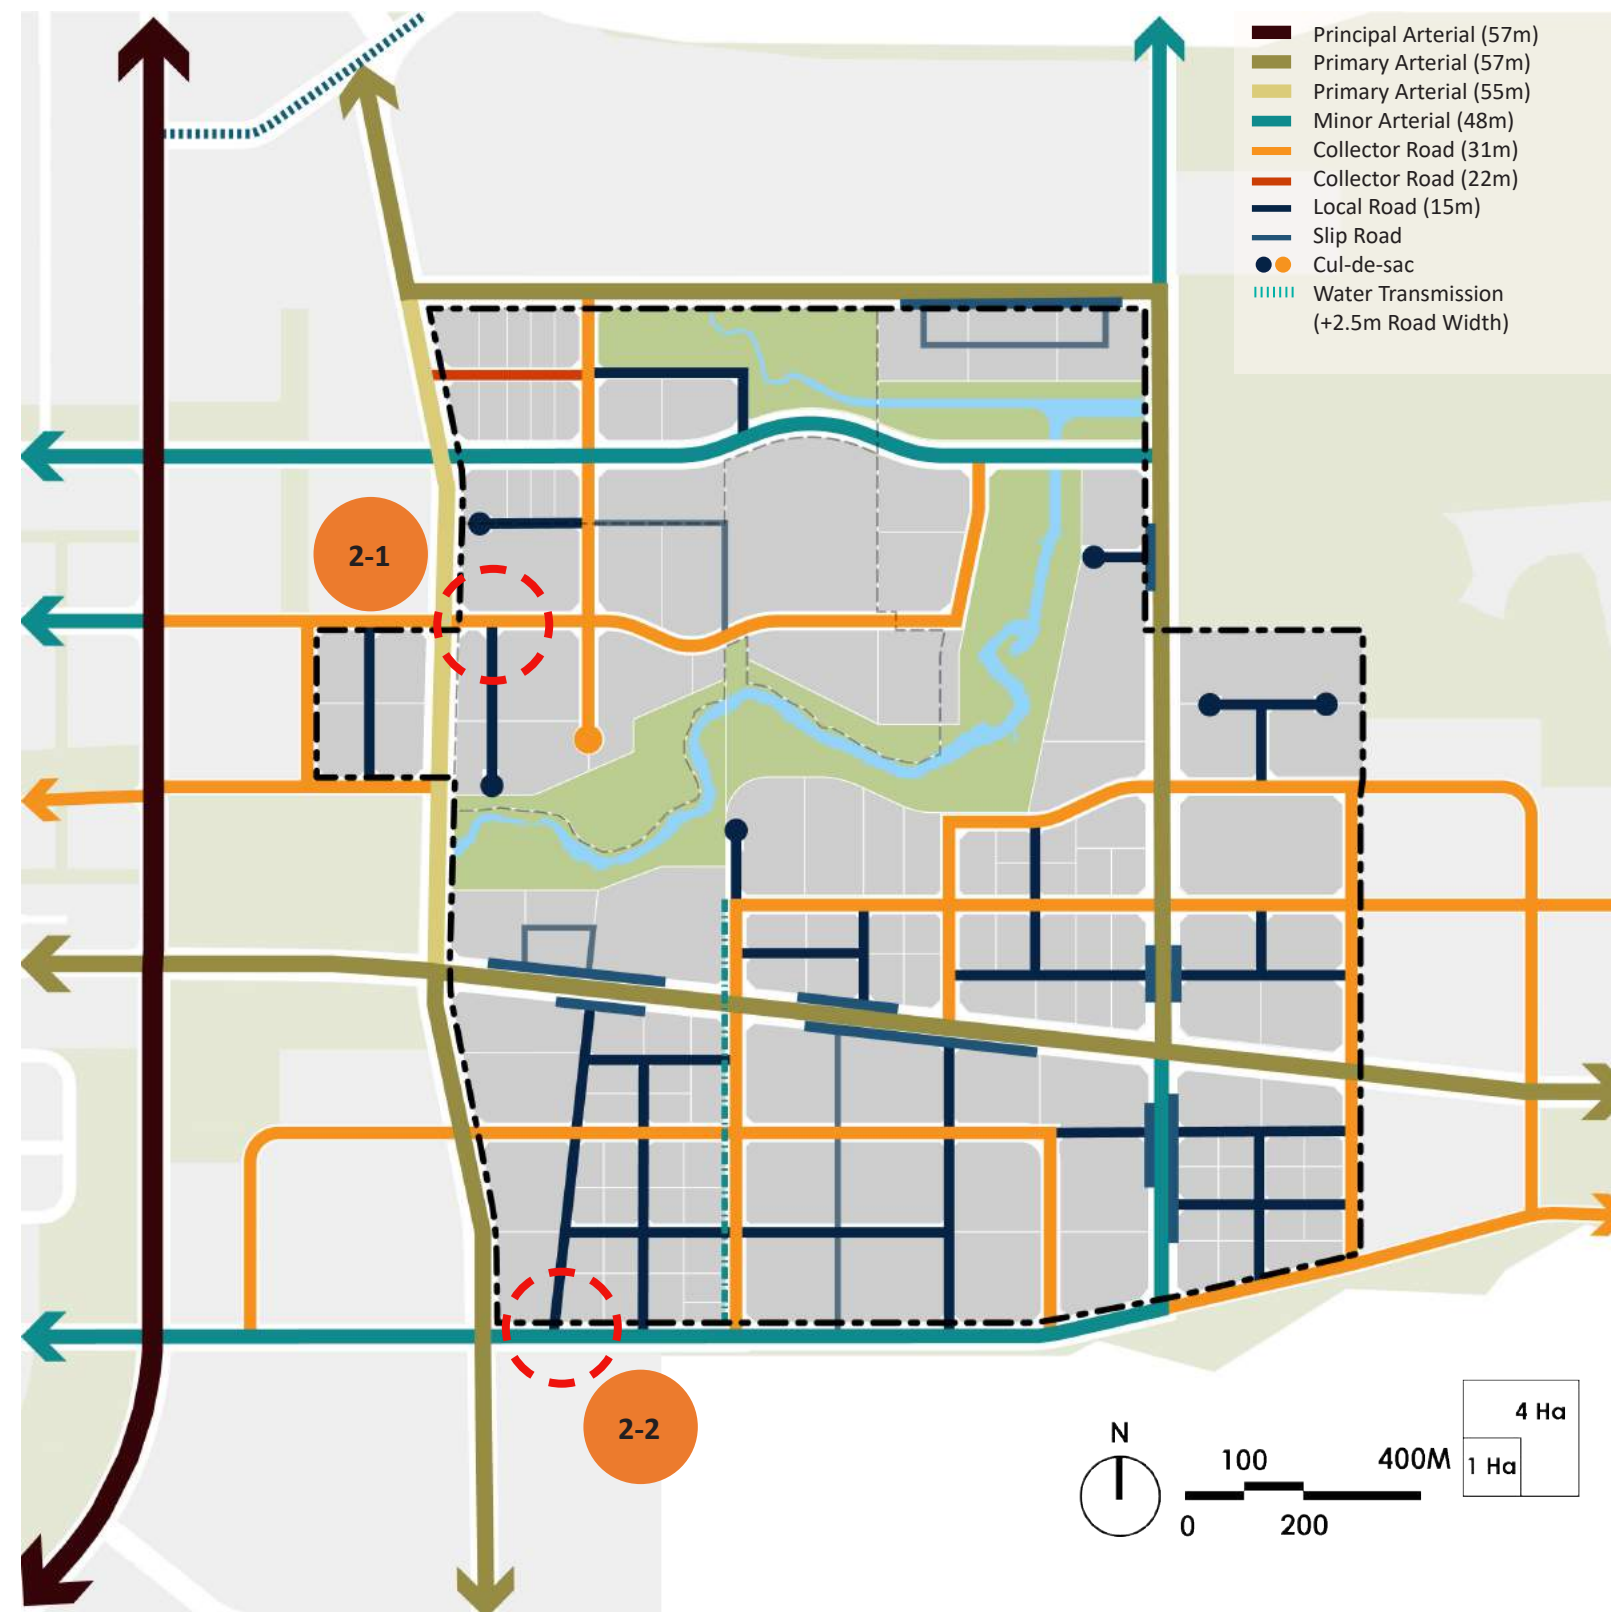 Principal Arterial (57m)
Primary Arterial (57m)
Primary Arterial (55m)
Minor Arterial (48m)
Collector Road (31m)
Collector Road (22m)
Local Road (15m)
Slip Road
Cul-de-sac
Water Transmission
(+2.5m Road Width)
2-1
2-2
N
100
400M
0
200
4 Ha
1 Ha